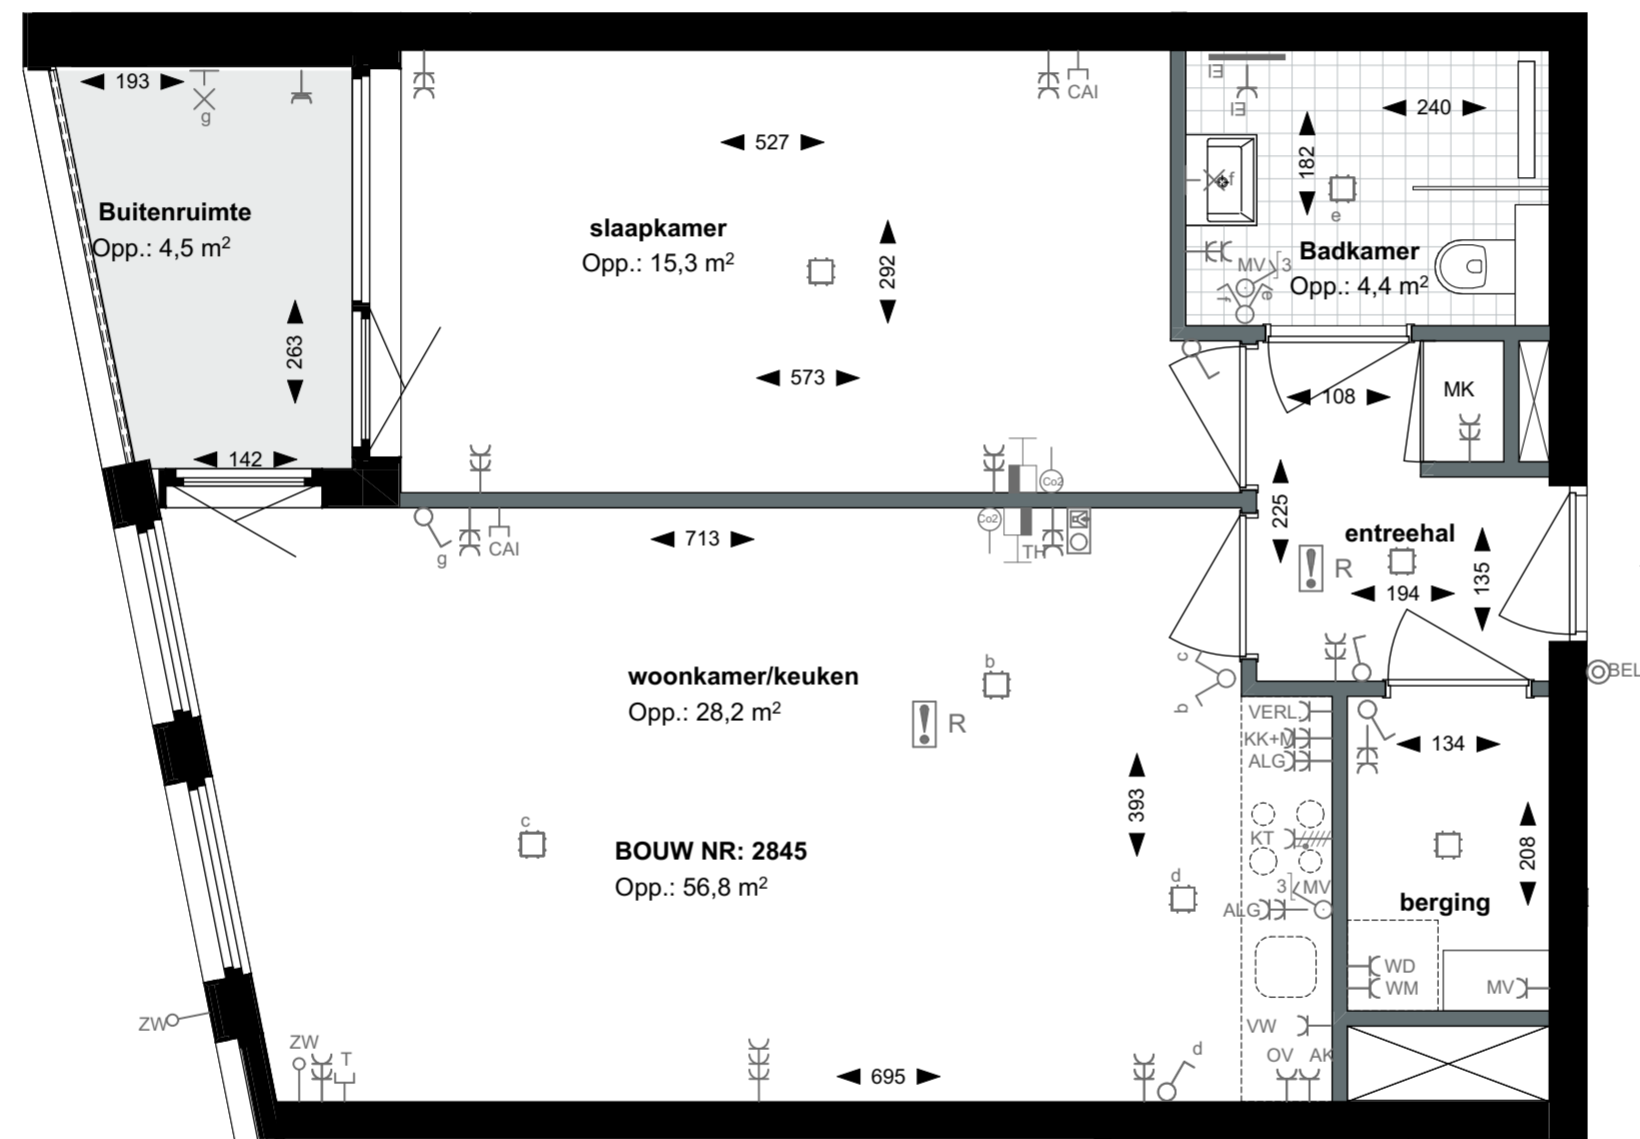 193
g
Buitenruimte
Opp.: 4,5 m²
263
142
CAI
527
slaapkamer
Opp.: 15,3 m²
292
573
Co2
El
El
240
182
f
e
Badkamer
Opp.: 4,4 m²
MV 3
f e
108
MK
225
entreehal
R
194
135
BEL
g
CAI
713
Co2
TH
woonkamer/keuken
Opp.: 28,2 m²
b
R
c
b
393
c
BOUW NR: 2845
Opp.: 56,8 m²
d
VERL.
KK+M
ALG
KT
3 MV
ALG
VW
OV AK
134
208
berging
WD
WM
MV
ZW
ZW
T
695
d